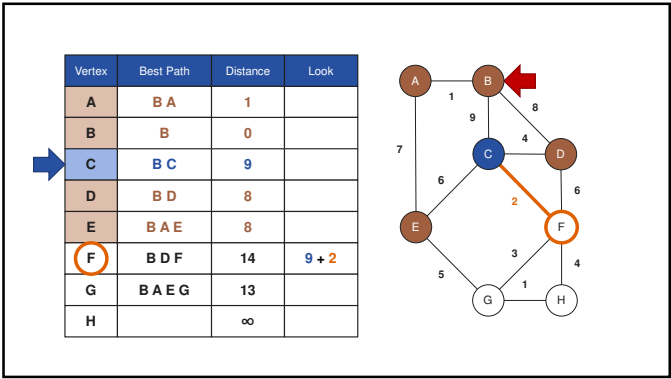 Vertex Best Path Distance Look
A B A 1
B B 0
C B C 9
D B D 8
E B A E 8
F B D F 14 9 + 2
G B A E G 13
H ∞
A B
1
8
9
4
7
C D
6
6
2
E F
3
4
5
1
G H